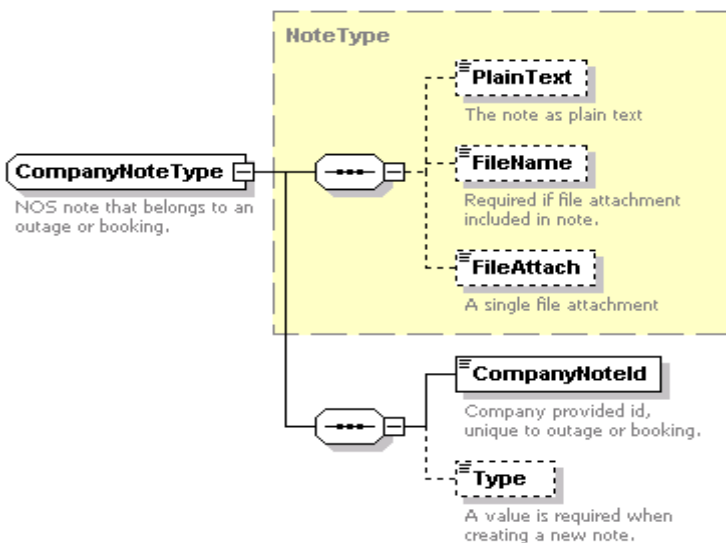 NoteType
PlainText
The note as plain text
CompanyNoteType
NOS note that belongs to an
outage or booking.
FileName
Required if file attachment
included in note.
FileAttach
A single file attachment
CompanyNoteId
Company provided id,
unique to outage or booking.
Type
A value is required when
creating a new note.